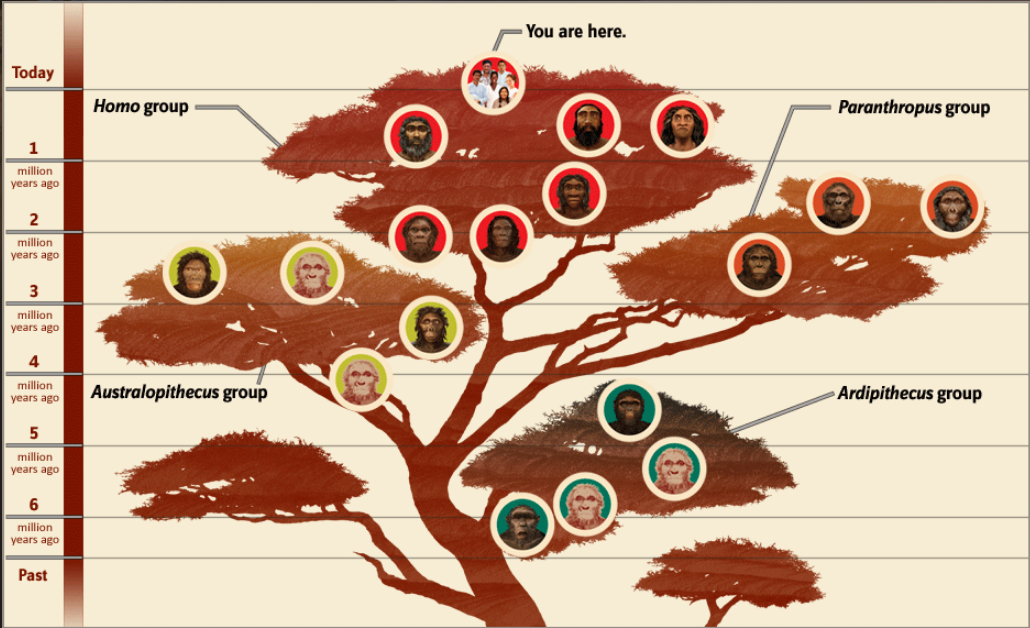 You are here.
Today
Homo group
Paranthropus group
1
million
years ago
2
million
years ago
3
million
years ago
4
million
years ago
Australopithecus group
Ardipithecus group
5
million
years ago
6
million
years ago
Past